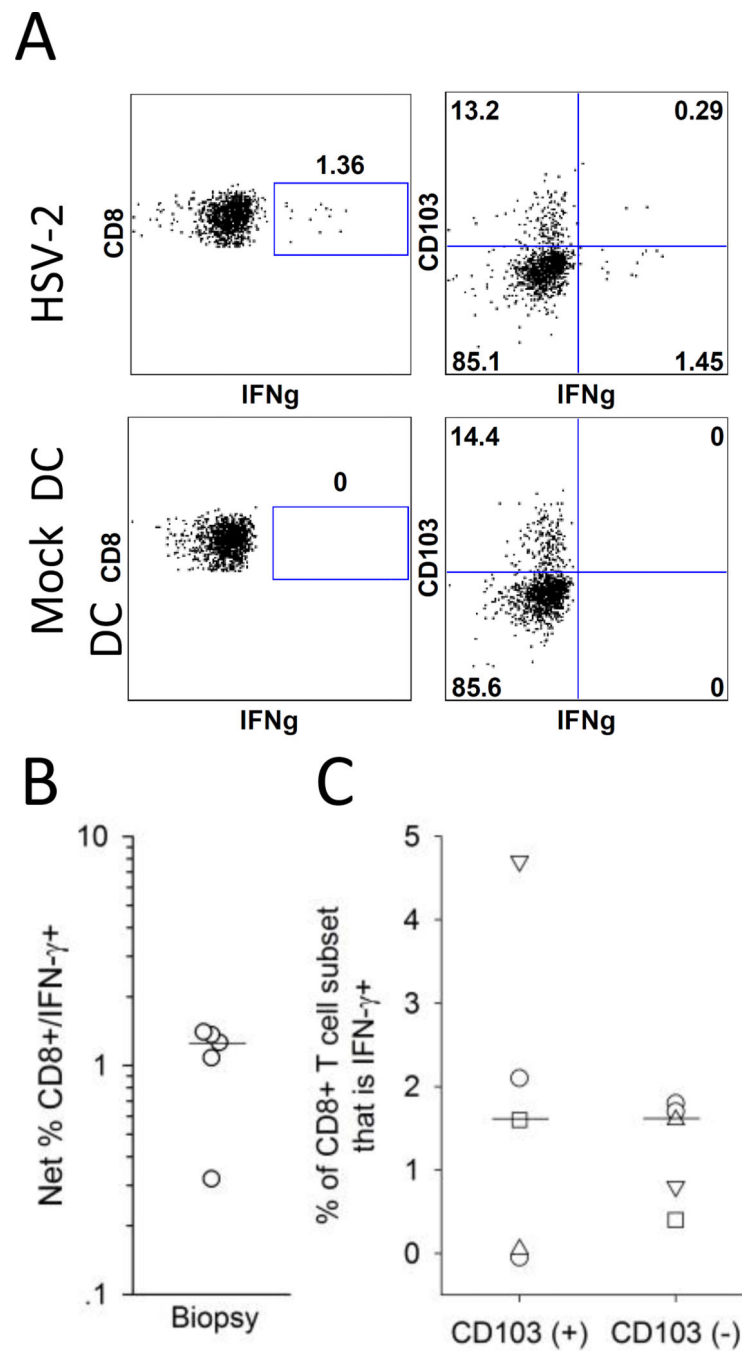 A
HSV-2
CD8
1.36
IFNg
CD103
13.2
0.29
85.1
1.45
IFNg
Mock DC
DC
CD8
0
IFNg
CD103
14.4
0
85.6
0
IFNg
B
Net % CD8+/IFN-γ+
10
1
.1
Biopsy
C
% of CD8+ T cell subset
that is IFN-γ+
5
4
3
2
1
0
CD103 (+)
CD103 (-)